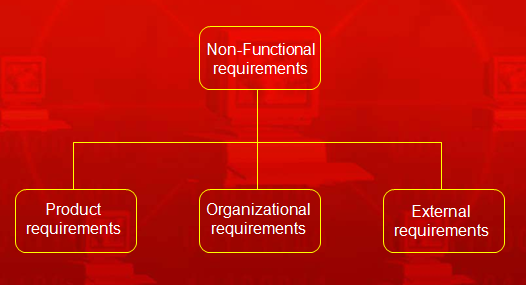 Non-Functional
requirements
Product
requirements
Organizational
requirements
External
requirements